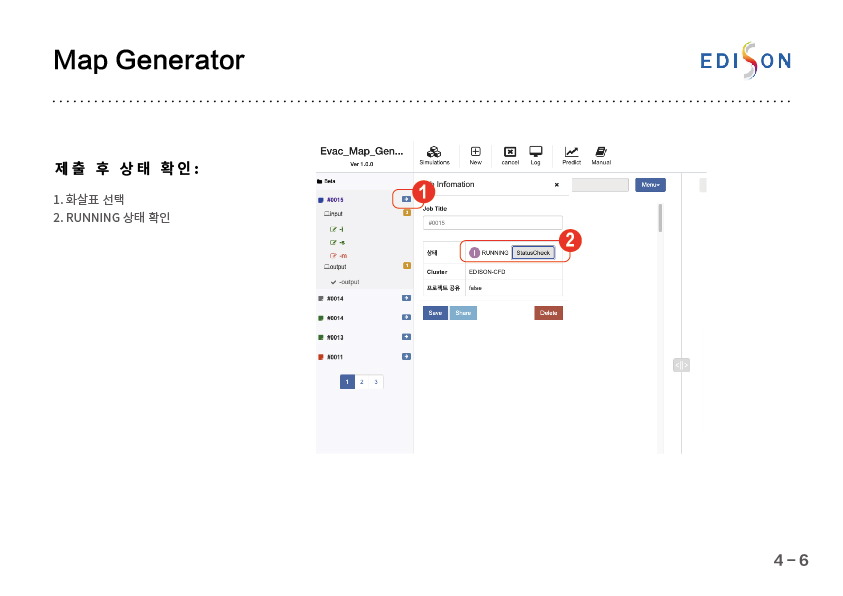 Map Generator
EDISON
제출 후 상태 확인:
1. 화살표 선택
2. RUNNING 상태 확인
Evac_Map_Gen...
Ver 1.0.0
Simulations
New
cancel
Log
Predict
Manual
Beta
#0015
input
1
-i
-s
-m
output
1
-output
#0014
#0014
#0013
#0011
1 2 3
1
Infomation
×
Menu
Job Title
#0015
2
상태 I RUNNING StatusCheck
Cluster EDISON-CFD
프로젝트 공유 false
Save Share Delete
4 – 6